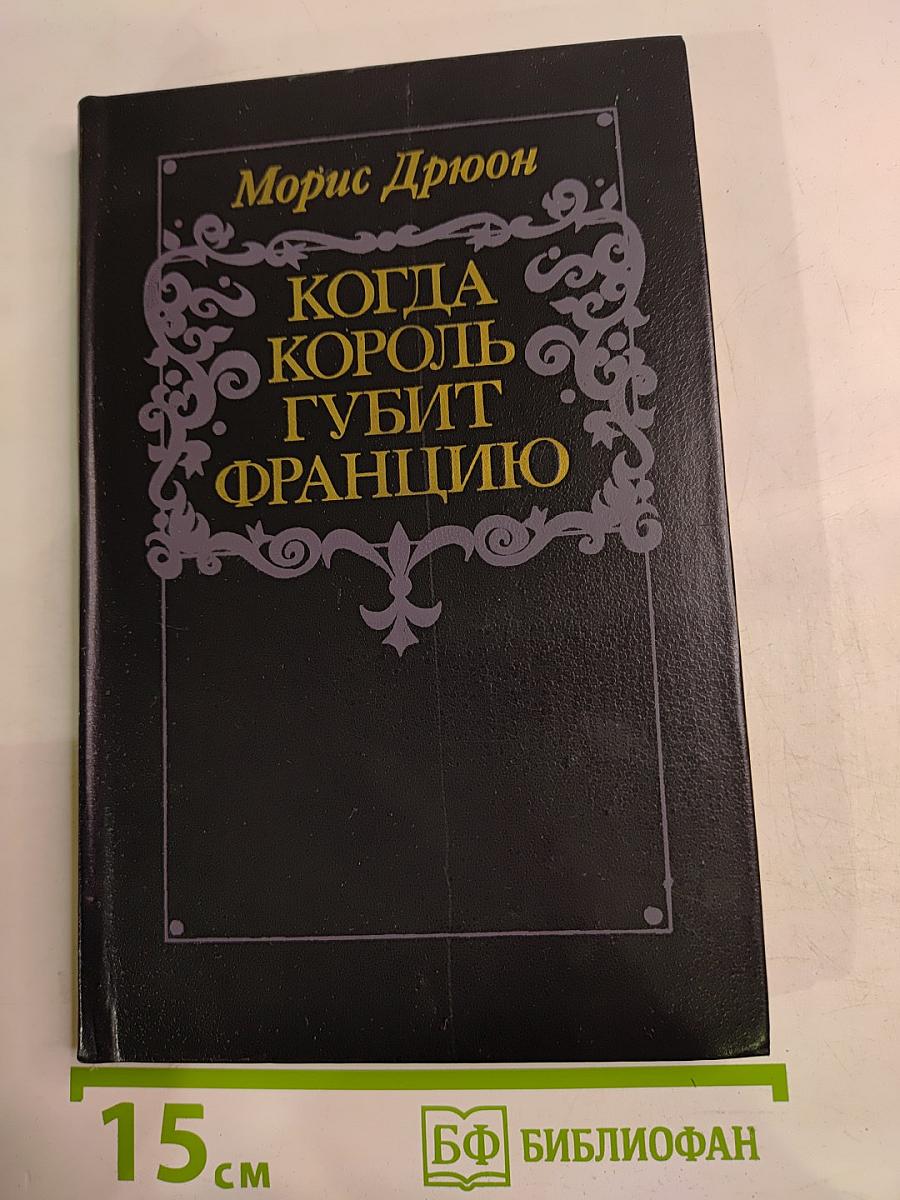 Морис Дрюон
КОГДА
КОРОЛЬ
ГУБИТ
ФРАНЦИЮ
15 см
БФ БИБЛИОФАН